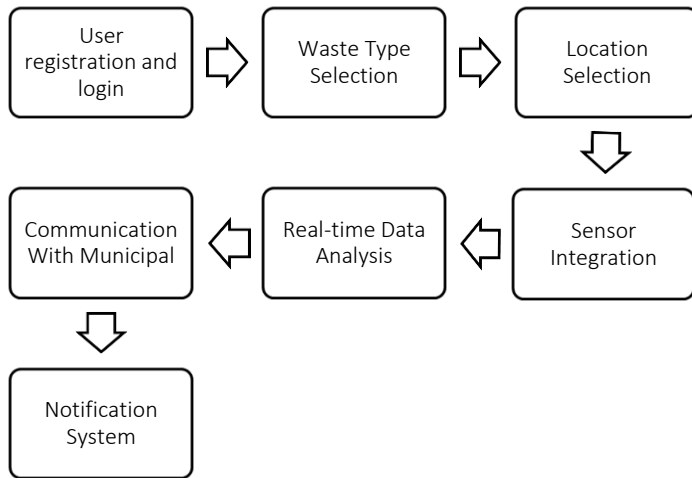 User
registration and
login
Waste Type
Selection
Location
Selection
Sensor
Integration
Real-time Data
Analysis
Communication
With Municipal
Notification
System